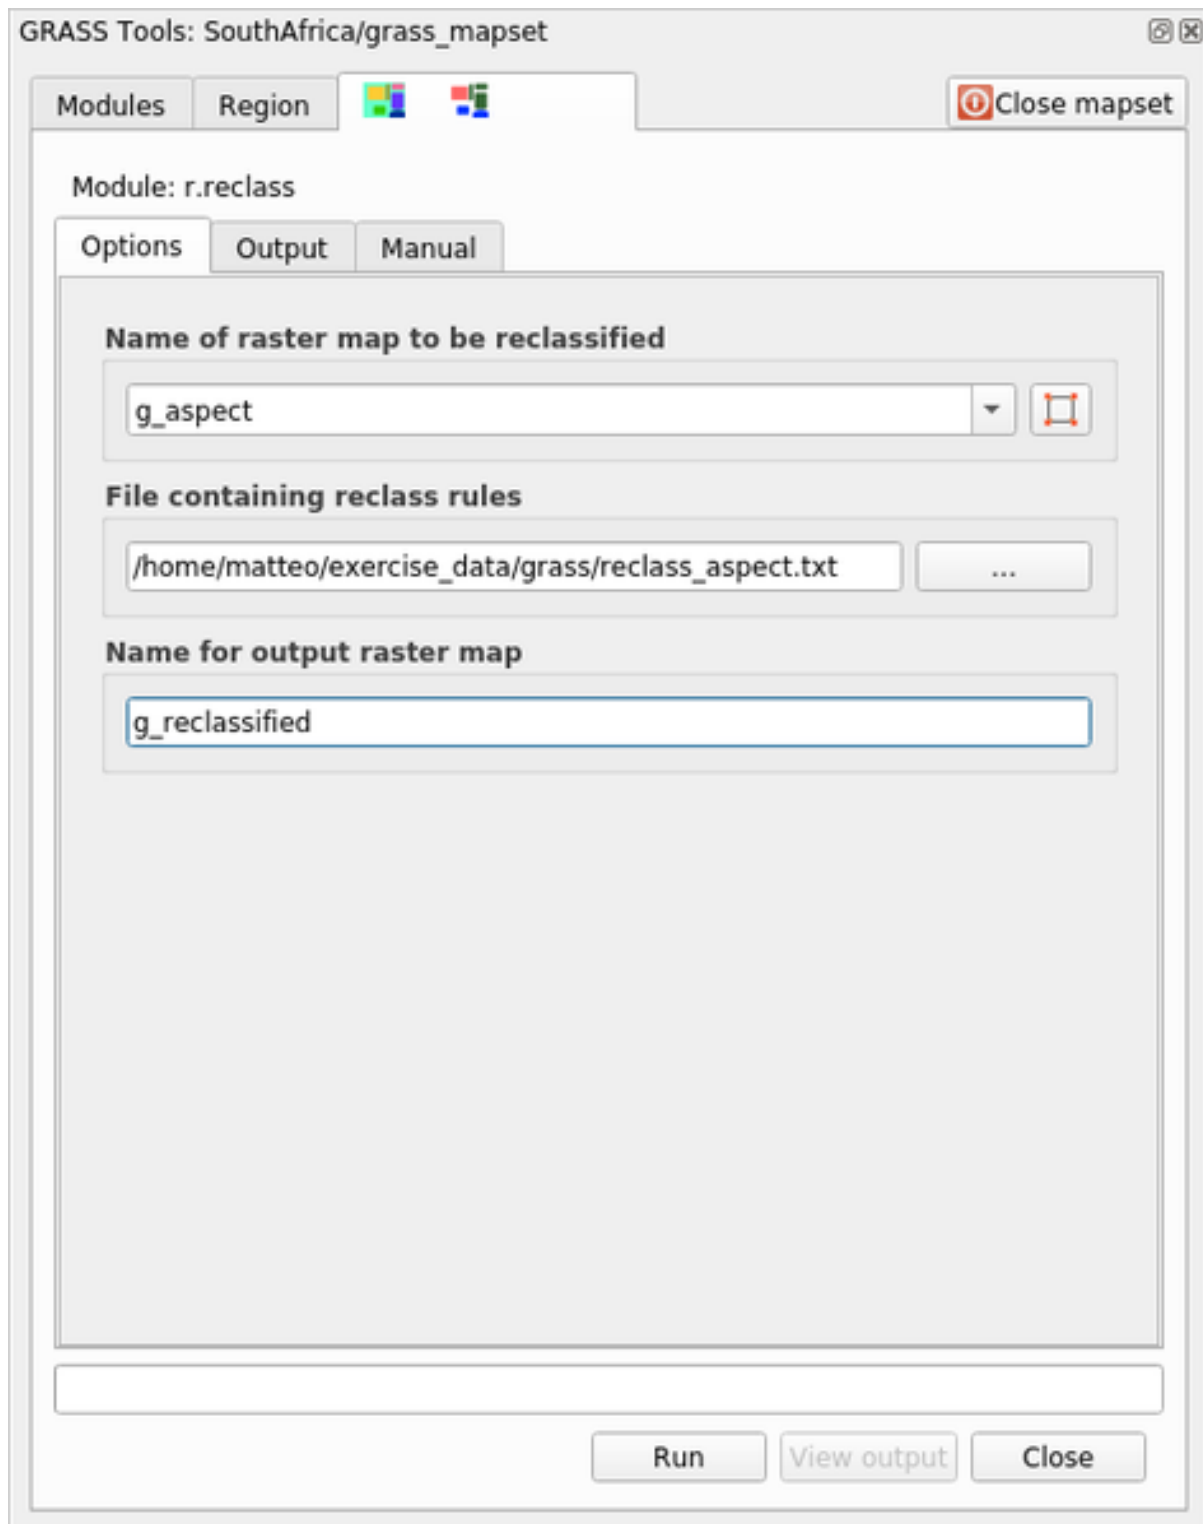 GRASS Tools: SouthAfrica/grass_mapset
Modules Region Close mapset
Module: r.reclass
Options Output Manual
Name of raster map to be reclassified
g_aspect
File containing reclass rules
/home/matteo/exercise_data/grass/reclass_aspect.txt ...
Name for output raster map
g_reclassified
Run View output Close